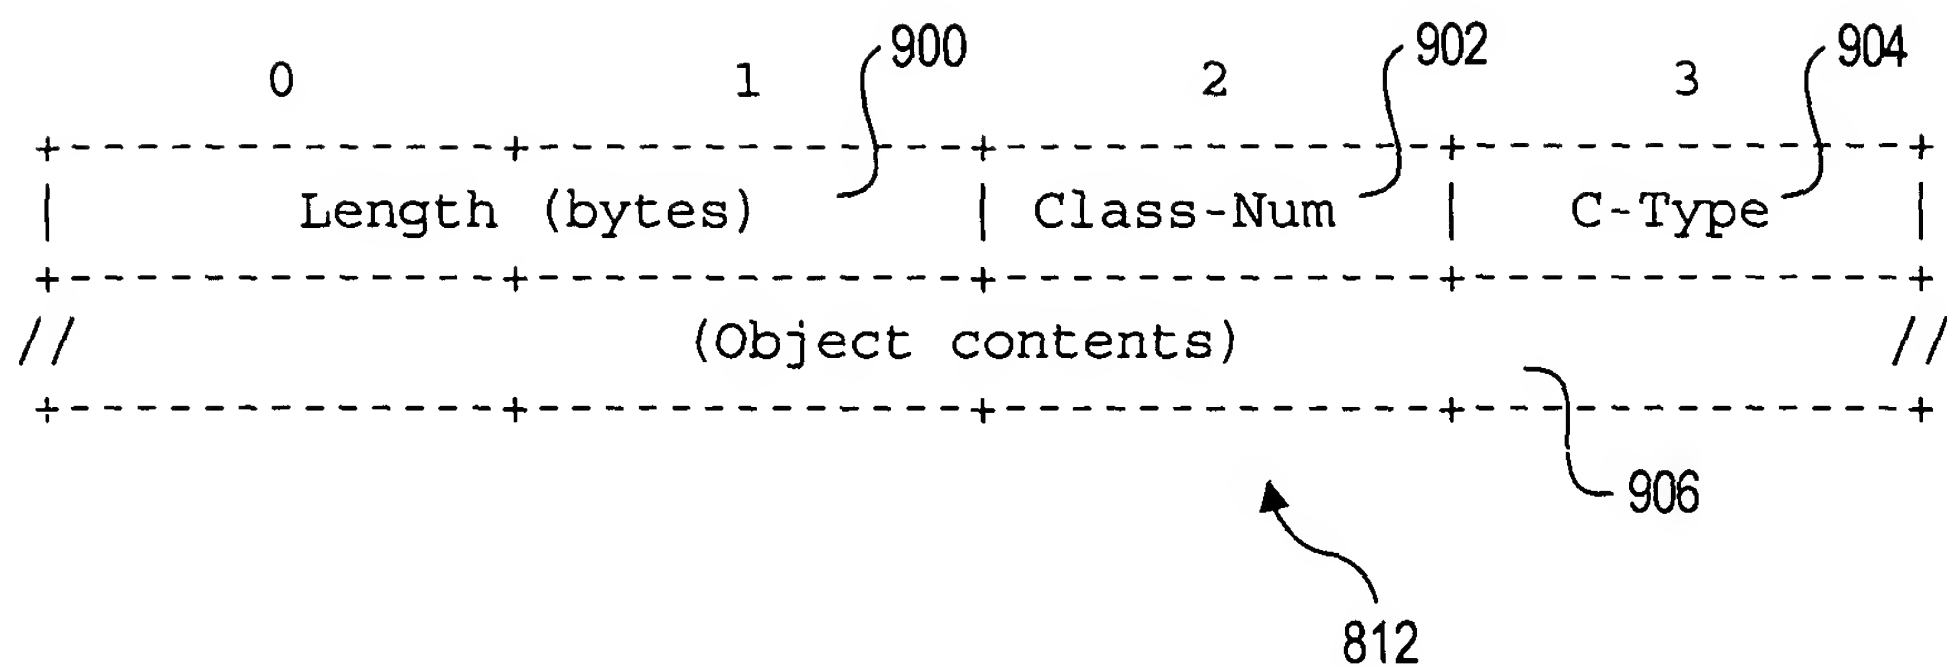 900 902 904
0 1 2 3
+-------------+-------------+-------------+-------------+
| Length (bytes) | Class-Num | C-Type |
+-------------+-------------+-------------+-------------+
// (Object contents) //
+-------------+-------------+-------------+-------------+
906
812